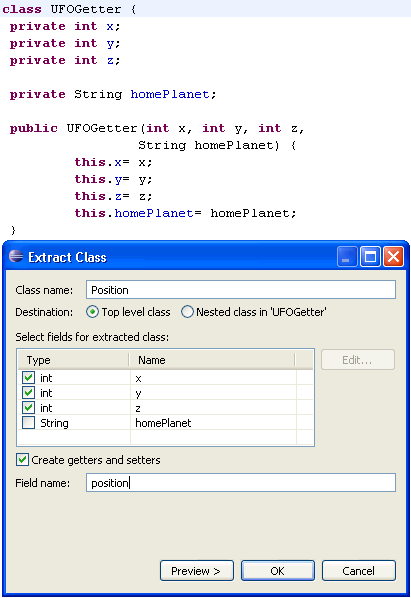 class UFOGetter {
private int x;
private int y;
private int z;
private String homePlanet;
public UFOGetter(int x, int y, int z,
String homePlanet) {
this.x= x;
this.y= y;
this.z= z;
this.homePlanet= homePlanet;
}
Extract Class
Class name: Position
Destination: Top level class Nested class in 'UFOGetter'
Select fields for extracted class:
Type Name
int x
int y
int z
String homePlanet
Edit...
Create getters and setters
Field name: position
Preview > OK Cancel